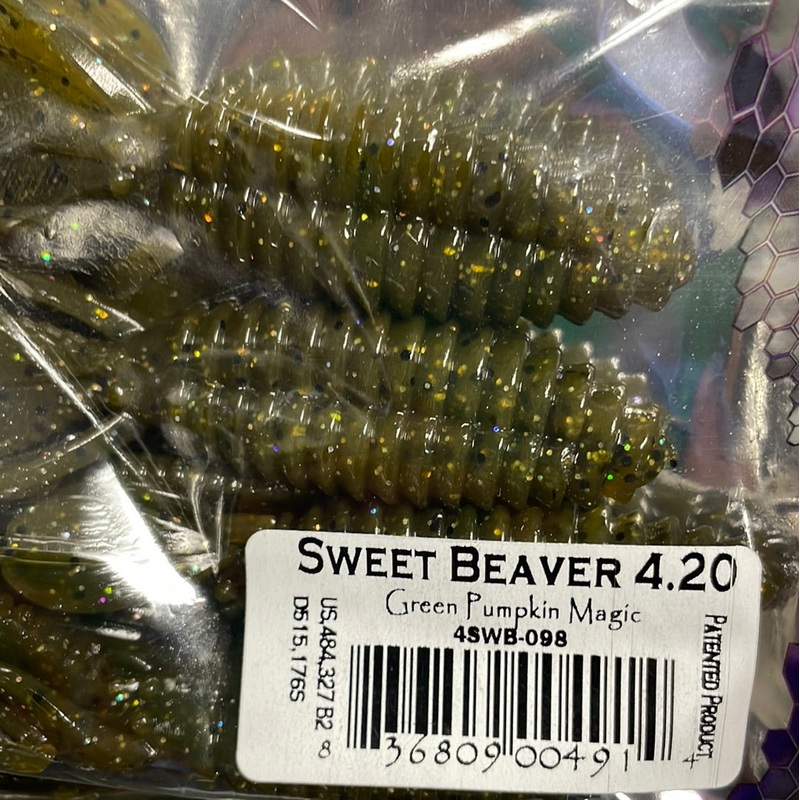 SWEET BEAVER 4.20
Green Pumpkin Magic
4SWB-098
US,484,327 B2
D515,176S
PATENTED PRODUCT
8 36809 00491 4